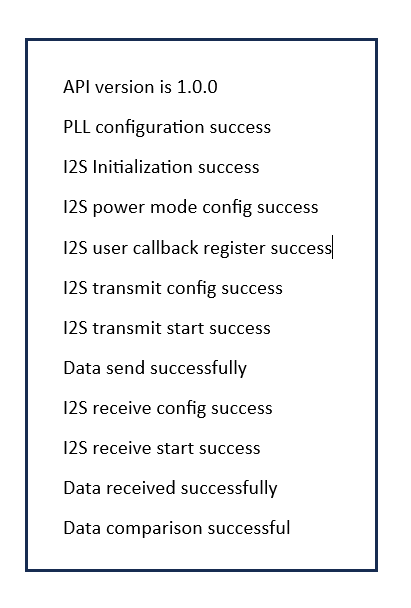 API version is 1.0.0
PLL configuration success
I2S Initialization success
I2S power mode config success
I2S user callback register success
I2S transmit config success
I2S transmit start success
Data send successfully
I2S receive config success
I2S receive start success
Data received successfully
Data comparison successful